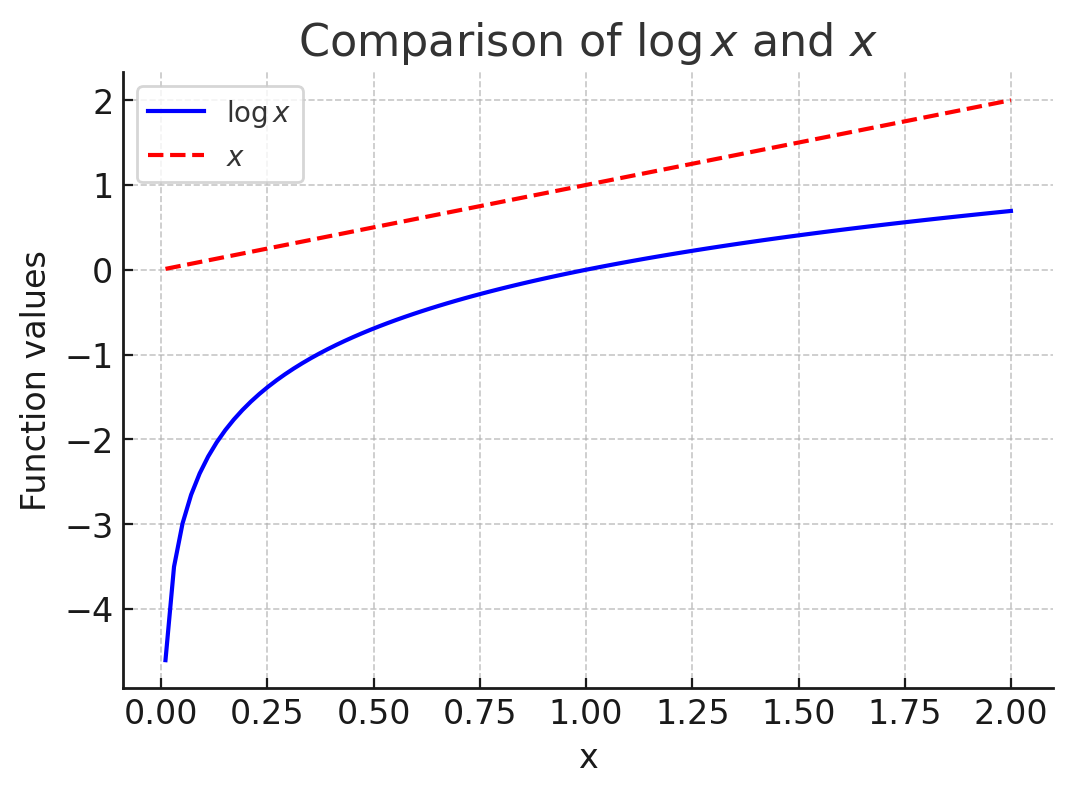 Comparison of log x and x
log x
x
Function values
2
1
0
−1
−2
−3
−4
0.00 0.25 0.50 0.75 1.00 1.25 1.50 1.75 2.00
x